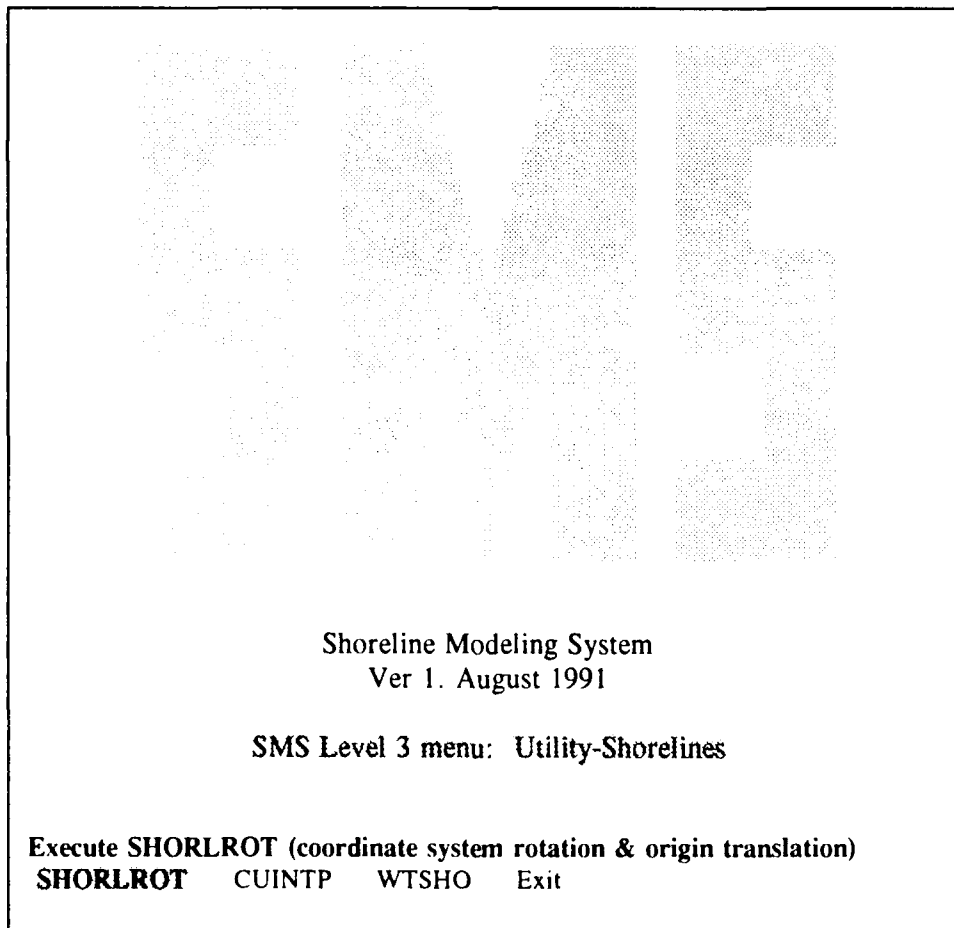 SMS
Shoreline Modeling System
Ver 1. August 1991
SMS Level 3 menu: Utility-Shorelines
Execute SHORLROT (coordinate system rotation & origin translation)
SHORLROT CUINTP WTSHO Exit